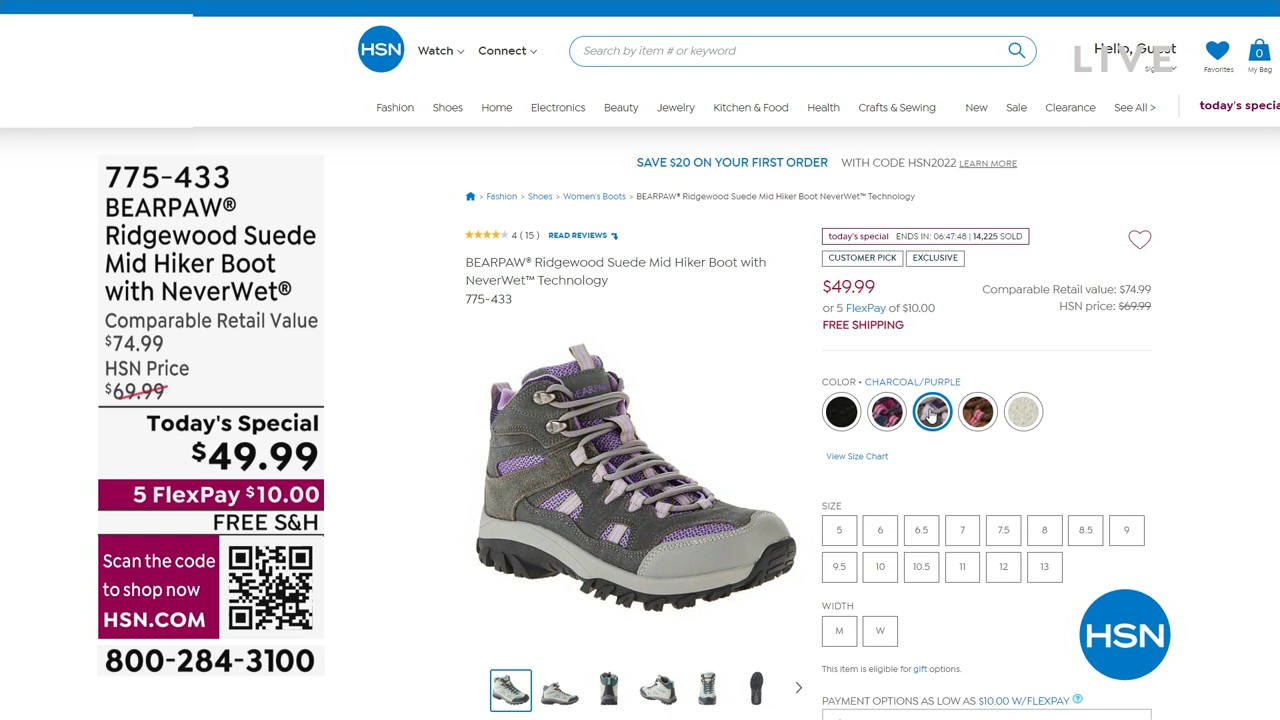 HSN
Watch
Connect
Search by item # or keyword
Hello, Guest
LIVE
Favorites
0
My Bag
Fashion
Shoes
Home
Electronics
Beauty
Jewelry
Kitchen & Food
Health
Crafts & Sewing
New
Sale
Clearance
See All >
today's specia
SAVE $20 ON YOUR FIRST ORDER WITH CODE HSN2022 LEARN MORE
> Fashion > Shoes > Women's Boots > BEARPAW® Ridgewood Suede Mid Hiker Boot NeverWet™ Technology
775-433
BEARPAW®
Ridgewood Suede
Mid Hiker Boot
with NeverWet®
Comparable Retail Value
$74.99
HSN Price
$69.99
Today's Special
$49.99
5 FlexPay $10.00
FREE S&H
Scan the code
to shop now
HSN.COM
800-284-3100
4 ( 15 ) READ REVIEWS
BEARPAW® Ridgewood Suede Mid Hiker Boot with
NeverWet™ Technology
775-433
BEARPAW
today's special ENDS IN: 06:47:48 | 14,225 SOLD
CUSTOMER PICK EXCLUSIVE
$49.99
Comparable Retail value: $74.99
or 5 FlexPay of $10.00
HSN price: $69.99
FREE SHIPPING
COLOR • CHARCOAL/PURPLE
View Size Chart
SIZE
5 6 6.5 7 7.5 8 8.5 9
9.5 10 10.5 11 12 13
WIDTH
M W
HSN
This item is eligible for gift options.
PAYMENT OPTIONS AS LOW AS $10.00 W/FLEXPAY ?